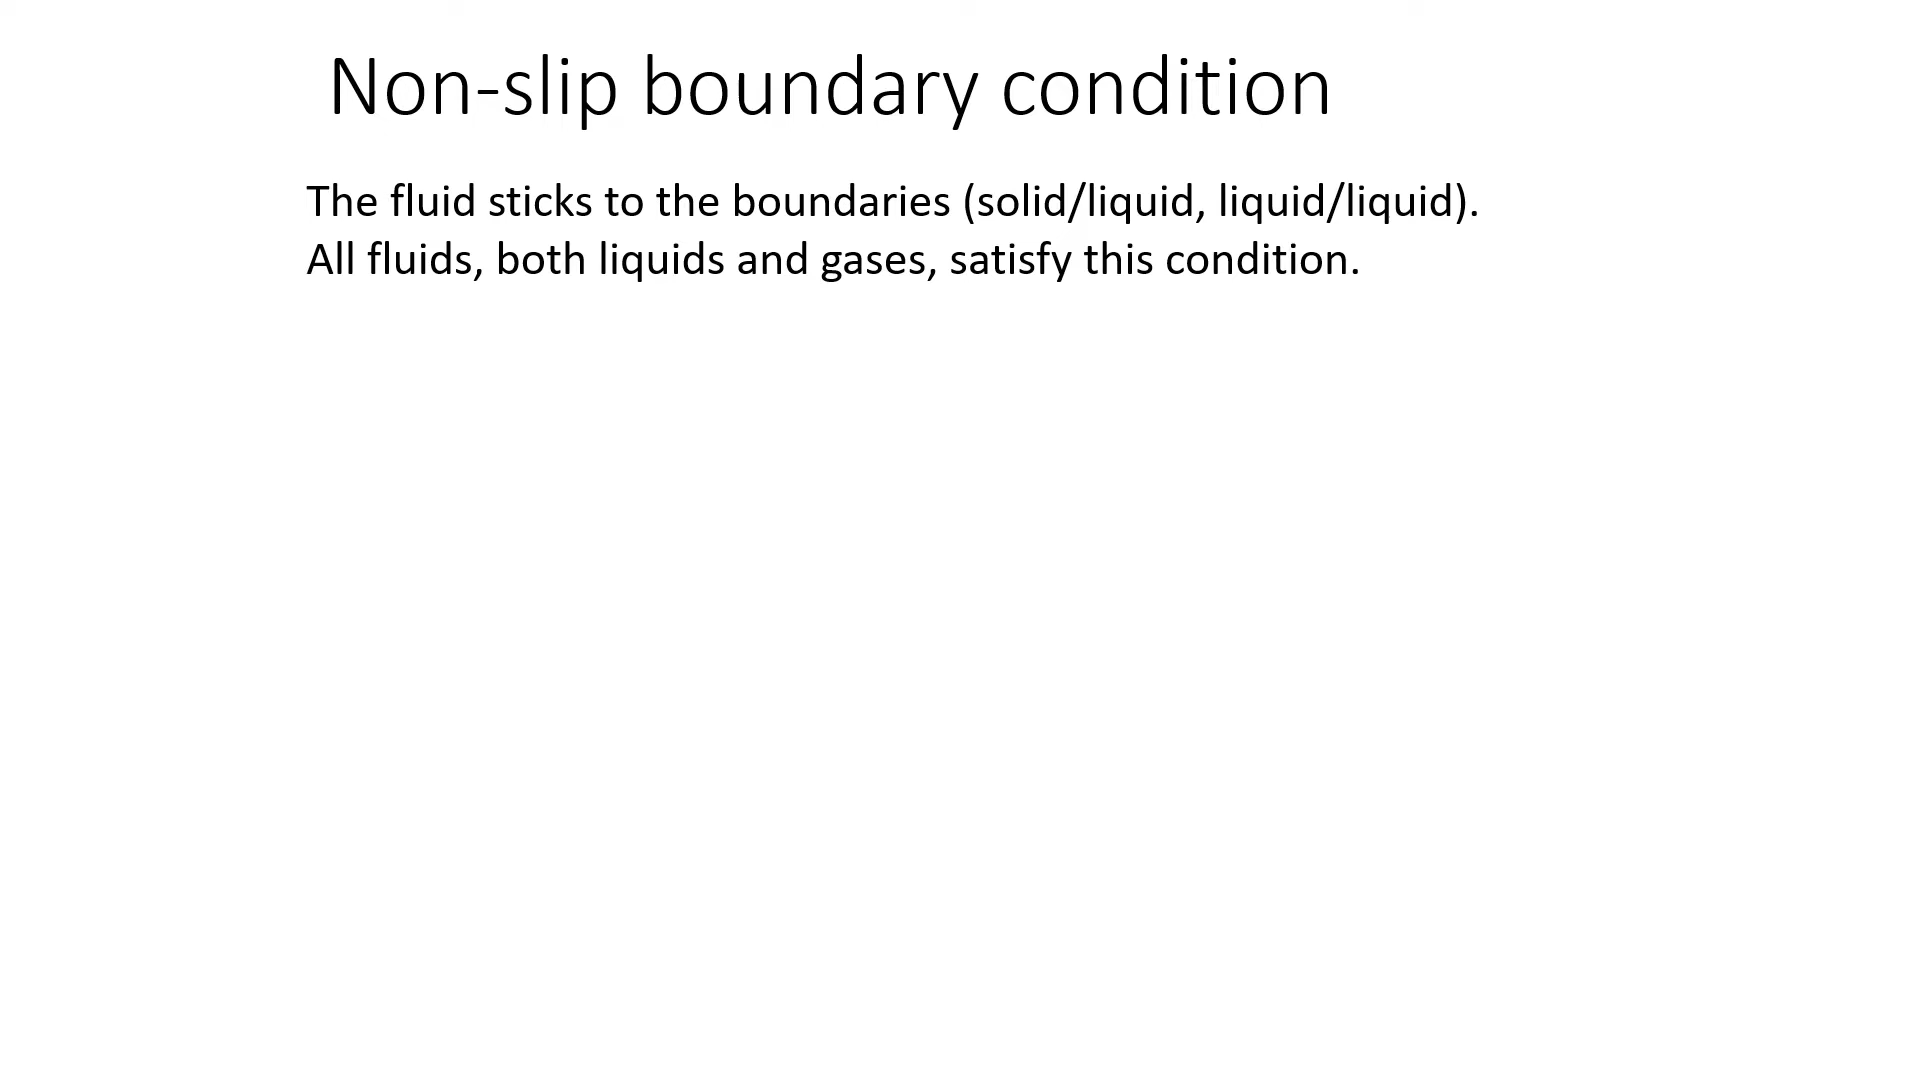 Non-slip boundary condition
The fluid sticks to the boundaries (solid/liquid, liquid/liquid).
All fluids, both liquids and gases, satisfy this condition.